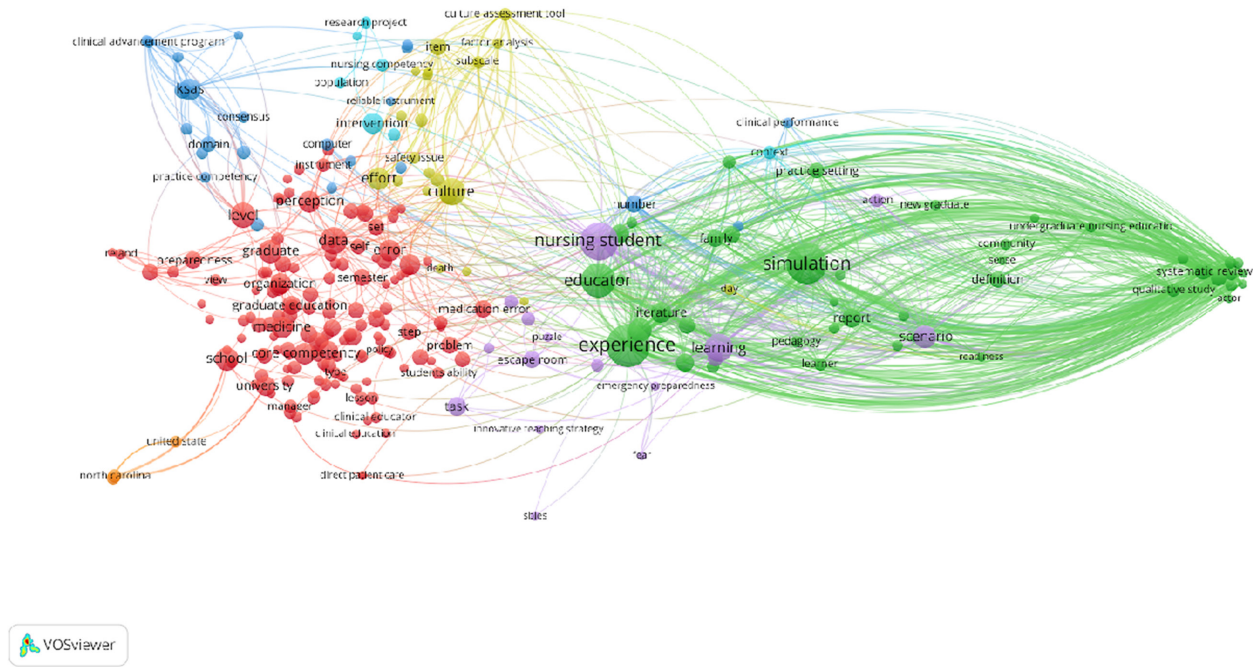 culture assessment tool
research project
clinical advancement program
item
factor analysis
subscale
nursing competency
population
ksas
reliable instrument
consensus
intervention
clinical performance
domain
computer
context
safety issue
instrument
practice setting
practice competency
effort
culture
perception
action
new graduate
number
level
set
undergraduate nursing educatio
data
self
error
nursing student
family
community
graduate
sense
preparedness
simulation
death
systematic review
view
organization
semester
educator
definition
qualitative study
day
actor
graduate education
medication error
literature
report
medicine
step
puzzle
scenario
school
core competency
policy
problem
experience
learning
pedagogy
escape room
readiness
type
students ability
learner
university
emergency preparedness
lesson
manager
task
clinical educator
clinical education
innovative teaching strategy
united state
fear
north carolina
direct patient care
VOSviewer